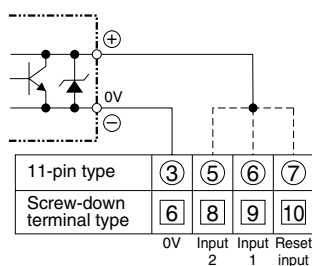 ⊕
0V
⊖
11-pin type ③ ⑤ ⑥ ⑦
Screw-down
terminal type 6 8 9 10
0V Input Input Reset
2 1 input